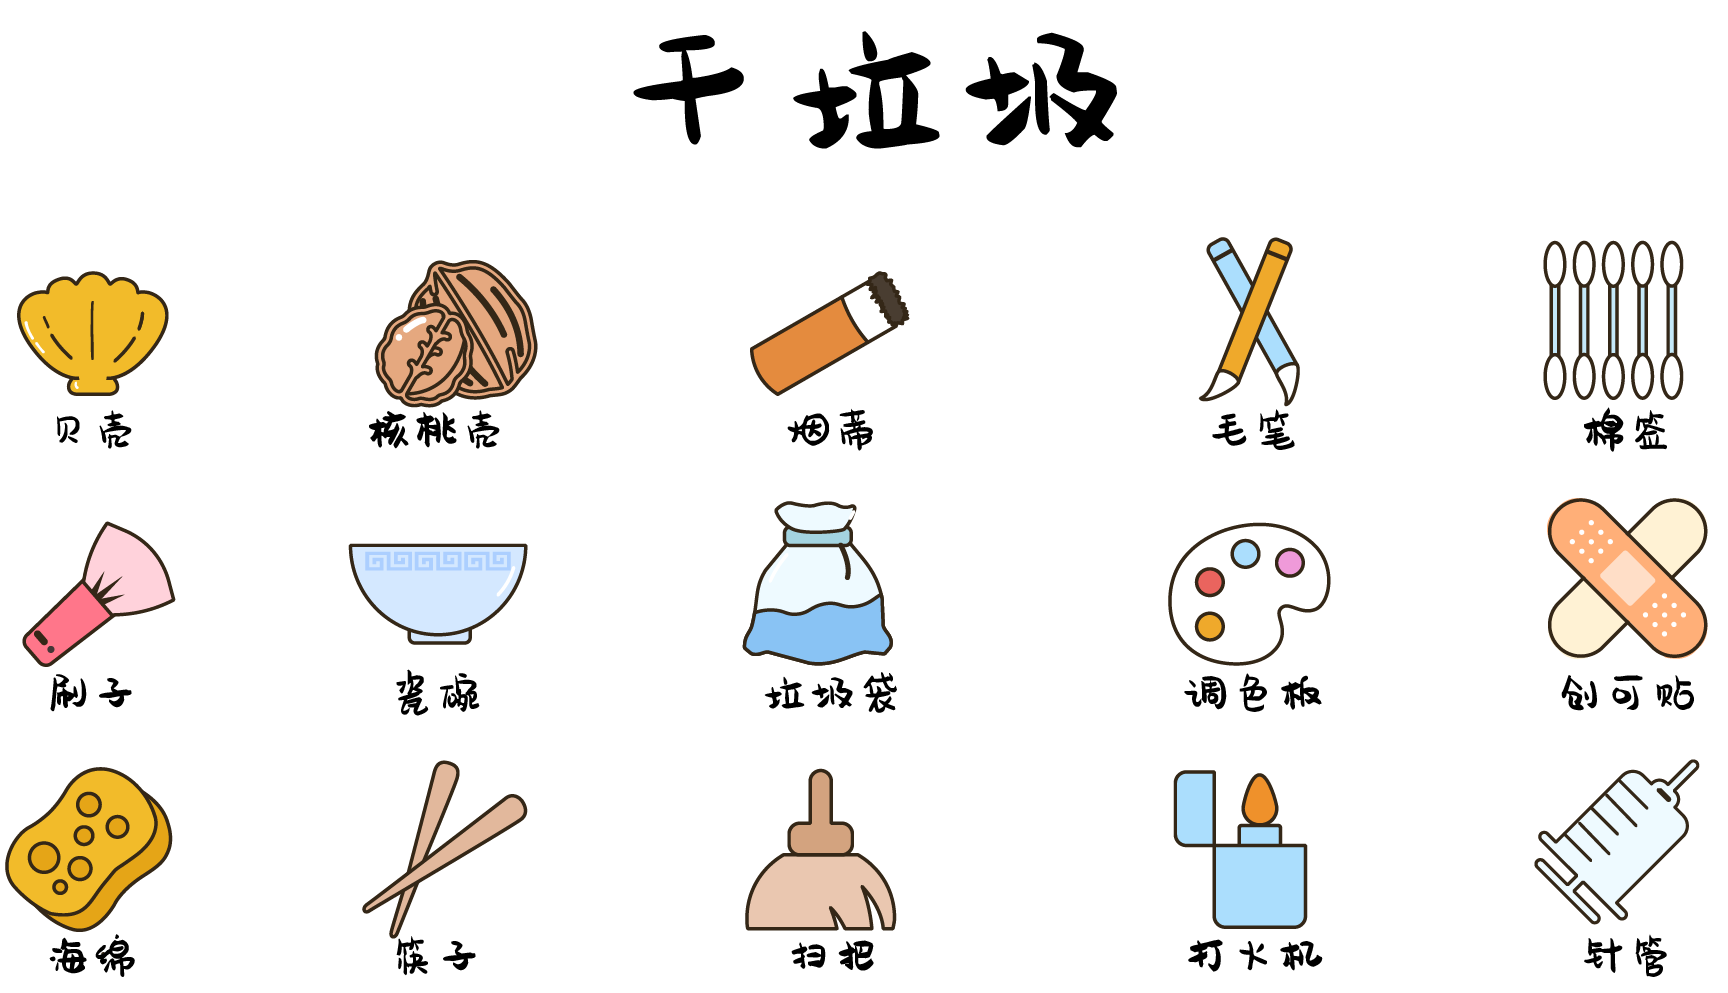 干垃圾
贝壳 核桃壳 烟蒂 毛笔 棉签
刷子 瓷碗 垃圾袋 调色板 创可贴
海绵 筷子 扫把 打火机 针管